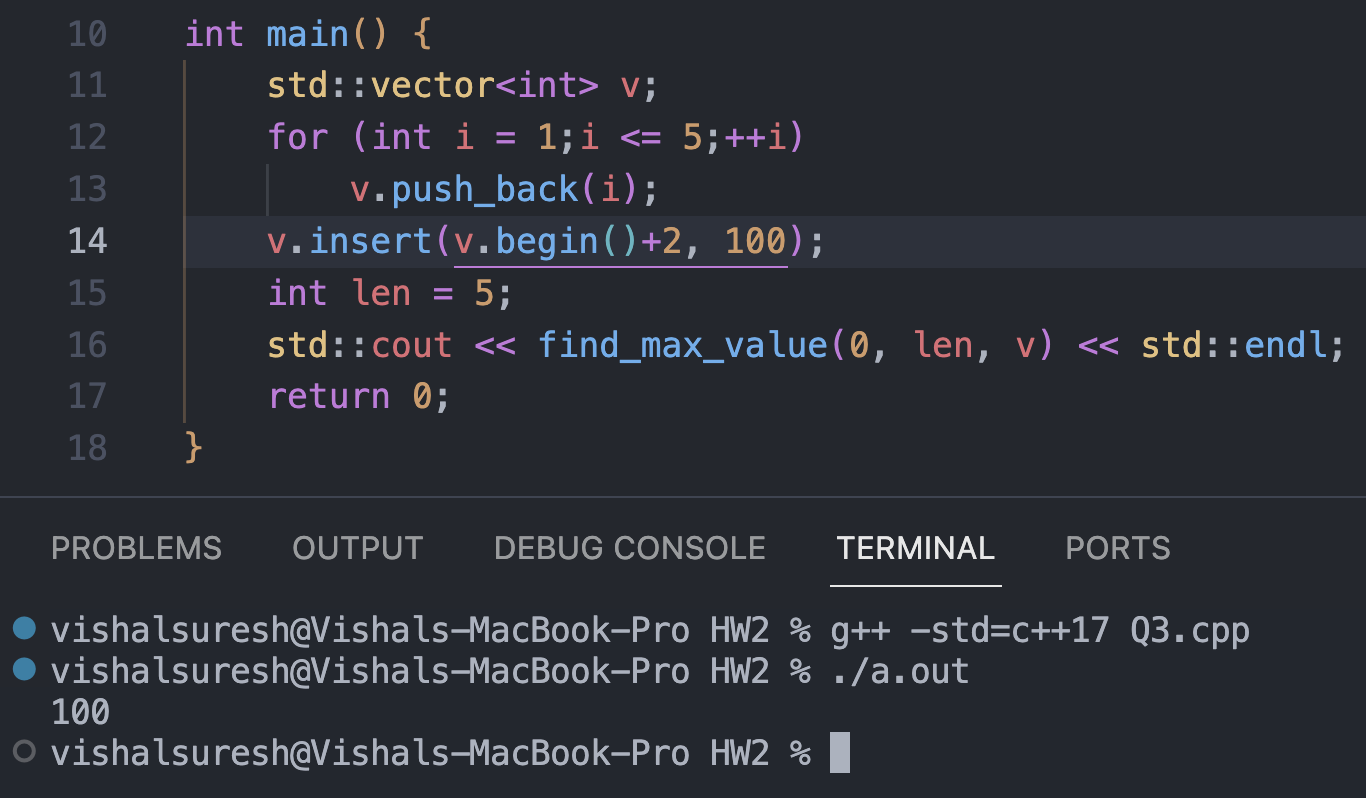 10 int main() {
11 std::vector<int> v;
12 for (int i = 1;i <= 5;++i)
13 v.push_back(i);
14 v.insert(v.begin()+2, 100);
15 int len = 5;
16 std::cout << find_max_value(0, len, v) << std::endl;
17 return 0;
18 }
PROBLEMS OUTPUT DEBUG CONSOLE TERMINAL PORTS
vishalsuresh@Vishals-MacBook-Pro HW2 % g++ -std=c++17 Q3.cpp
vishalsuresh@Vishals-MacBook-Pro HW2 % ./a.out
100
vishalsuresh@Vishals-MacBook-Pro HW2 %